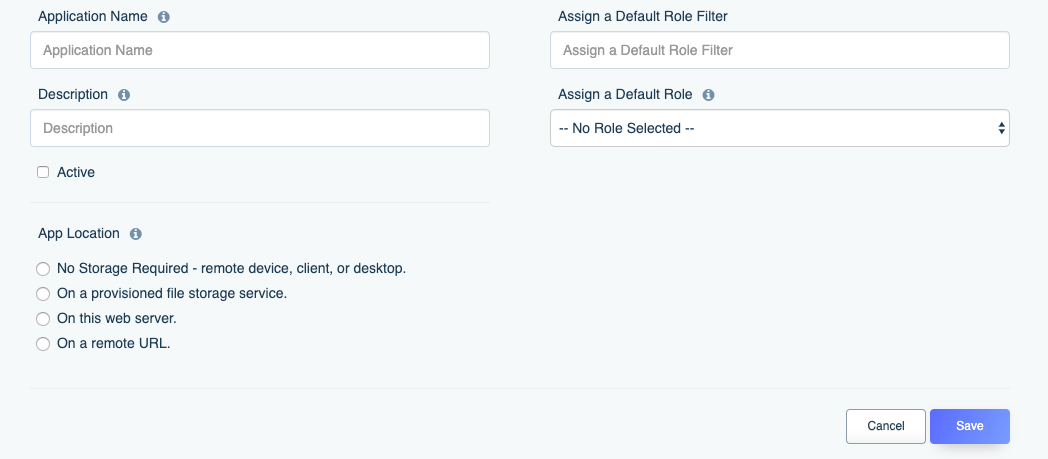 Application Name
Application Name
Description
Description
Active
Assign a Default Role Filter
Assign a Default Role Filter
Assign a Default Role
-- No Role Selected --
App Location
No Storage Required - remote device, client, or desktop.
On a provisioned file storage service.
On this web server.
On a remote URL.
Cancel
Save